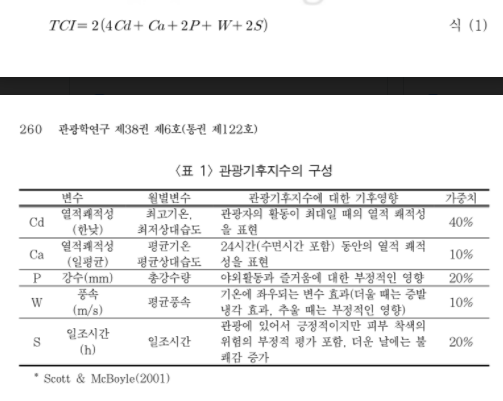 TCI= 2(4Cd+ Ca+2P+ W+2S) 식 (1)
260 관광학연구 제38권 제6호(통권 제122호)
〈표 1〉 관광기후지수의 구성
변수 월별변수 관광기후지수에 대한 기후영향 가중치
Cd 열적쾌적성 (한낮) 최고기온, 최저상대습도 관광자의 활동이 최대일 때의 열적 쾌적성을 표현 40%
Ca 열적쾌적성 (일평균) 평균기온 평균상대습도 24시간(수면시간 포함) 동안의 열적 쾌적성을 표현 10%
P 강수(mm) 총강수량 야외활동과 즐거움에 대한 부정적인 영향 20%
W 풍속 (m/s) 평균풍속 기온에 좌우되는 변수 효과(더울 때는 증발 냉각 효과, 추울 때는 부정적인 영향) 10%
S 일조시간 (h) 일조시간 관광에 있어서 긍정적이지만 피부 착색의 위험의 부정적 평가 포함, 더운 날에는 불쾌감 증가 20%
* Scott & McBoyle(2001)